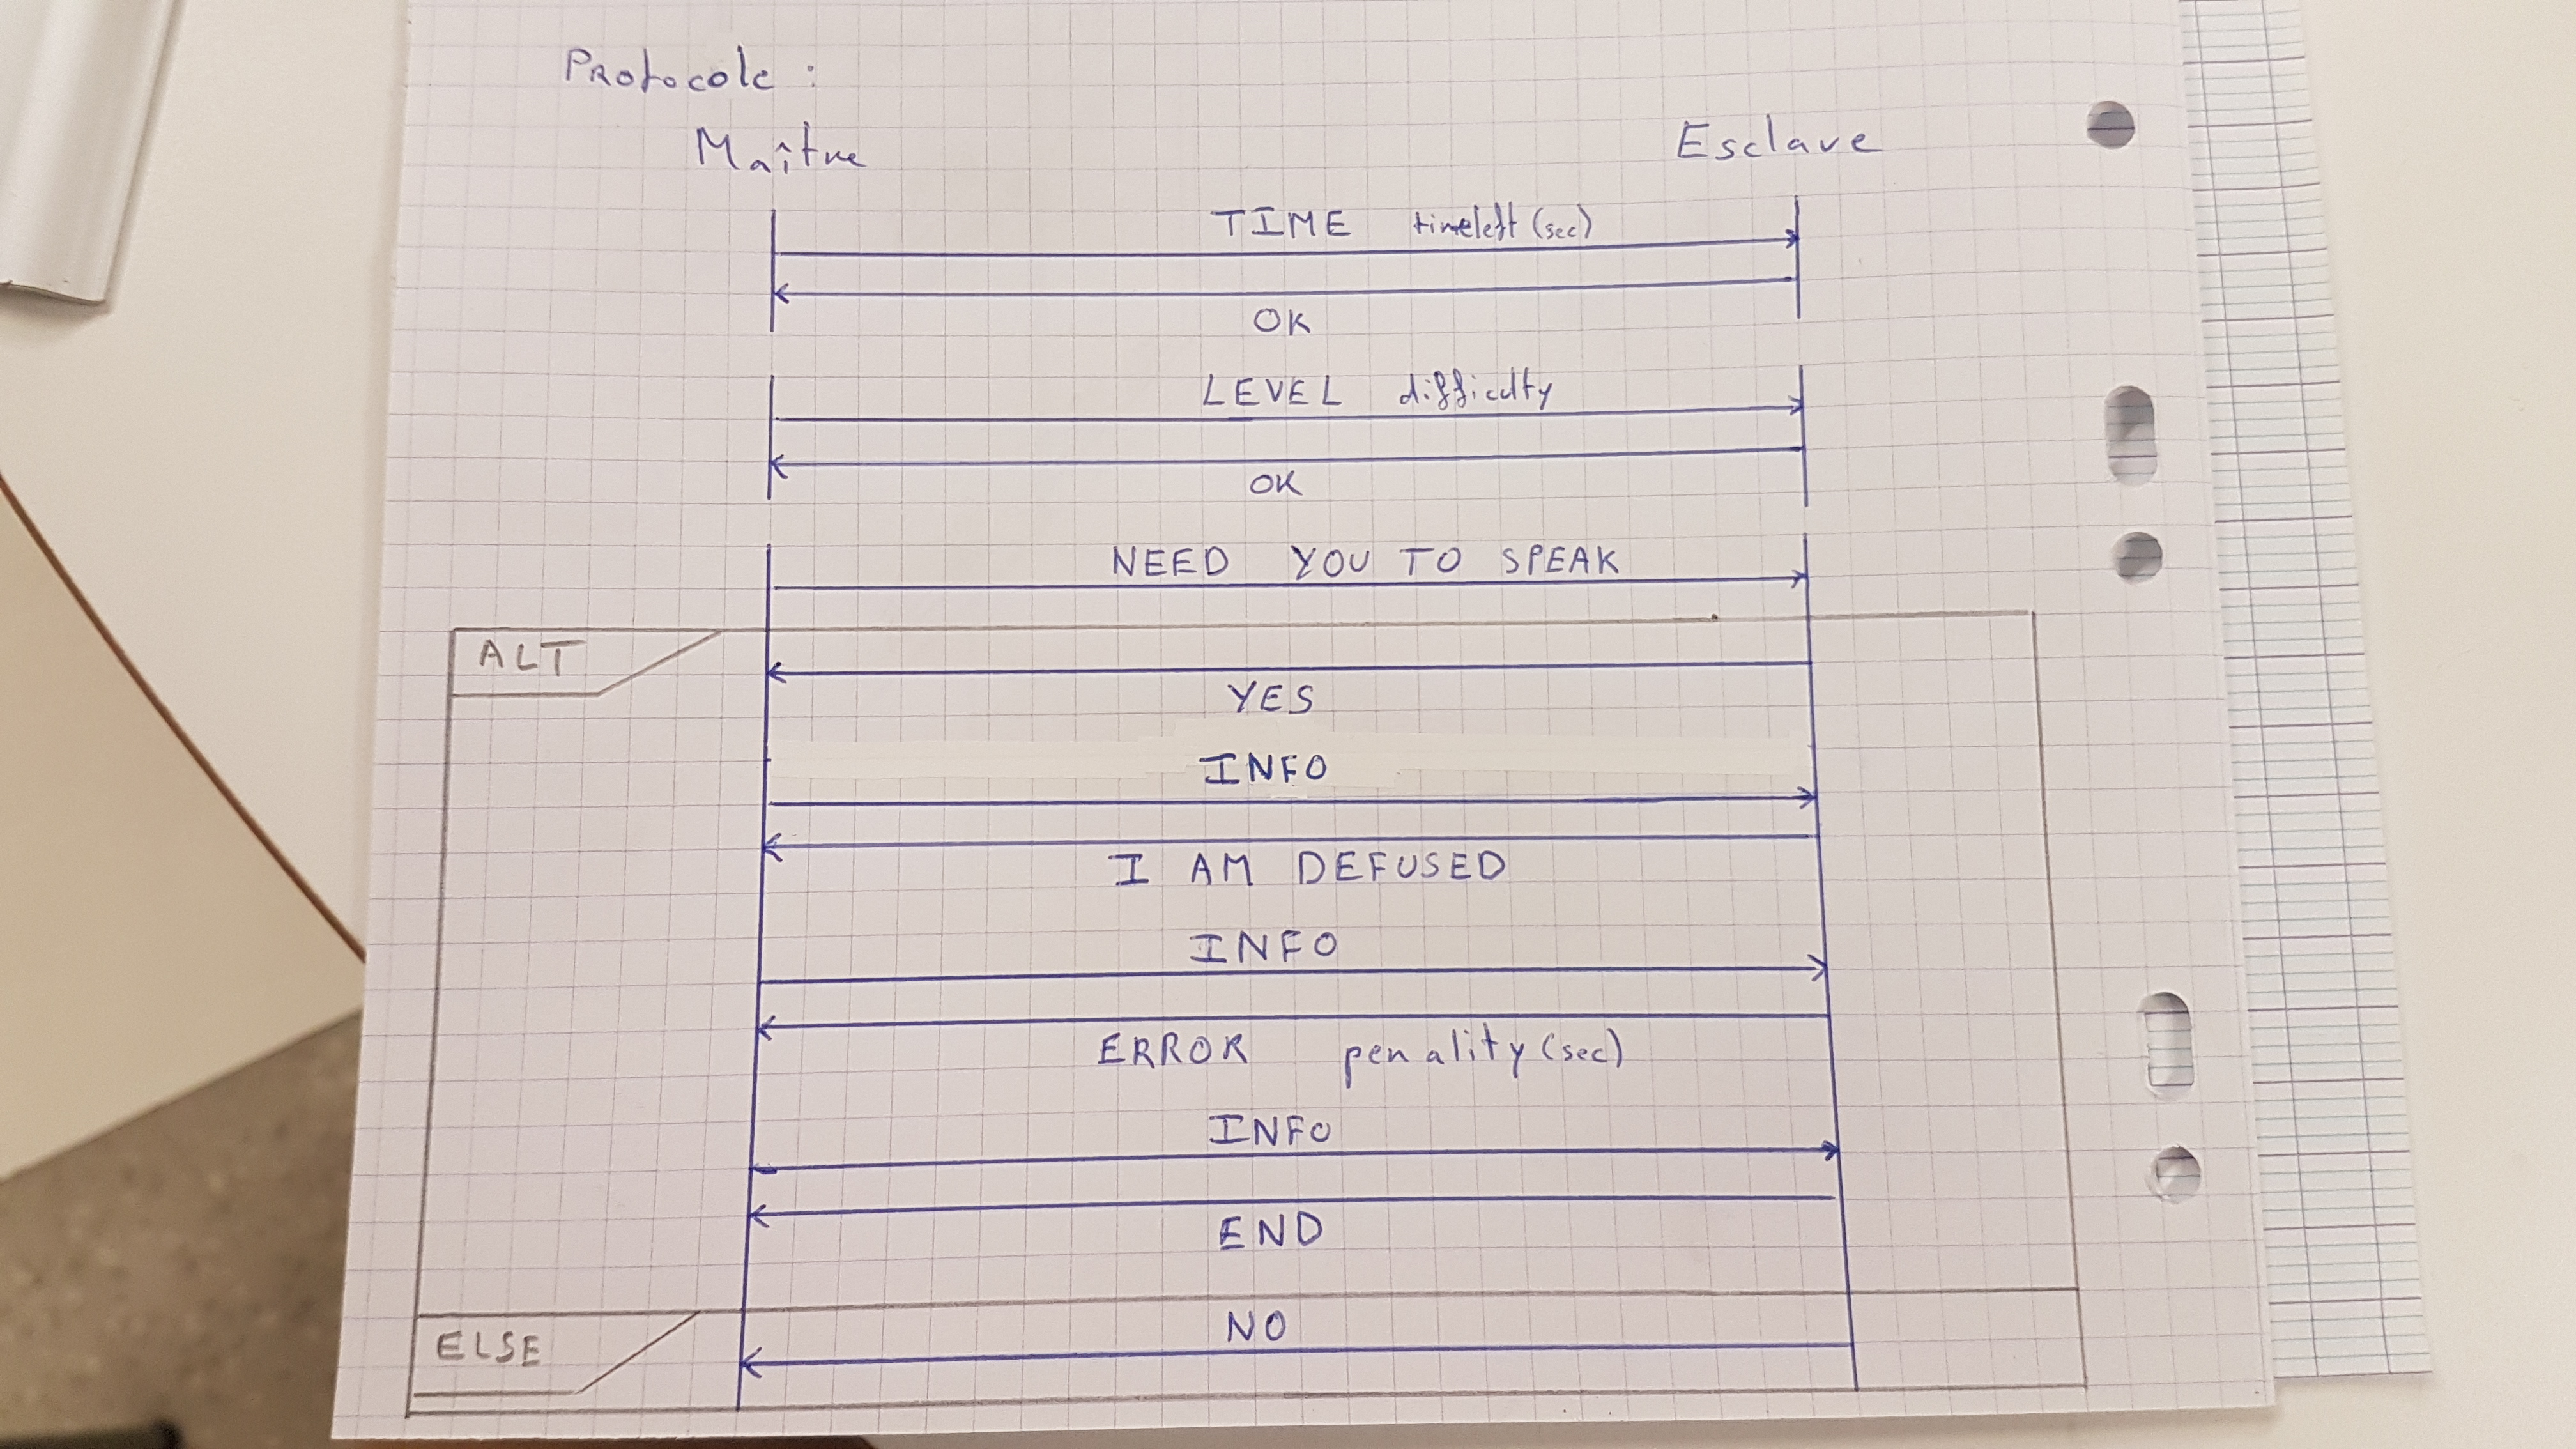 Protocole :
Maître Esclave
TIME timeleft (sec)
OK
LEVEL difficulty
OK
NEED YOU TO SPEAK
ALT
YES
INFO
I AM DEFUSED
INFO
ERROR penality (sec)
INFO
END
ELSE
NO